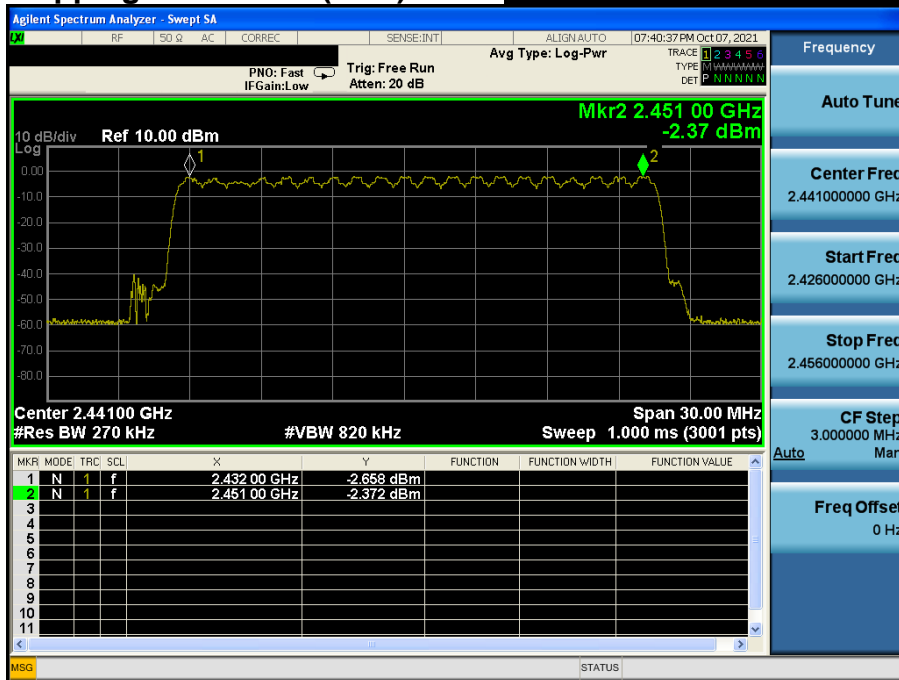 Agilent Spectrum Analyzer - Swept SA
LXI RF 50 Ω AC CORREC SENSE:INT ALIGN AUTO 07:40:37 PM Oct 07, 2021
Avg Type: Log-Pwr TRACE 1 2 3 4 5 6
PNO: Fast Trig: Free Run TYPE M WWWWW
IFGain:Low Atten: 20 dB DET P N N N N N
Mkr2 2.451 00 GHz
-2.37 dBm
10 dB/div Ref 10.00 dBm
Log
1
2
0.00
-10.0
-20.0
-30.0
-40.0
-50.0
-60.0
-70.0
-80.0
Center 2.44100 GHz Span 30.00 MHz
#Res BW 270 kHz #VBW 820 kHz Sweep 1.000 ms (3001 pts)
MKR MODE TRC SCL X Y FUNCTION FUNCTION WIDTH FUNCTION VALUE
1 N 1 f 2.432 00 GHz -2.658 dBm
2 N 1 f 2.451 00 GHz -2.372 dBm
3
4
5
6
7
8
9
10
11
MSG STATUS
Frequency
Auto Tune
Center Freq
2.441000000 GHz
Start Freq
2.426000000 GHz
Stop Freq
2.456000000 GHz
CF Step
3.000000 MHz
Auto Man
Freq Offset
0 Hz